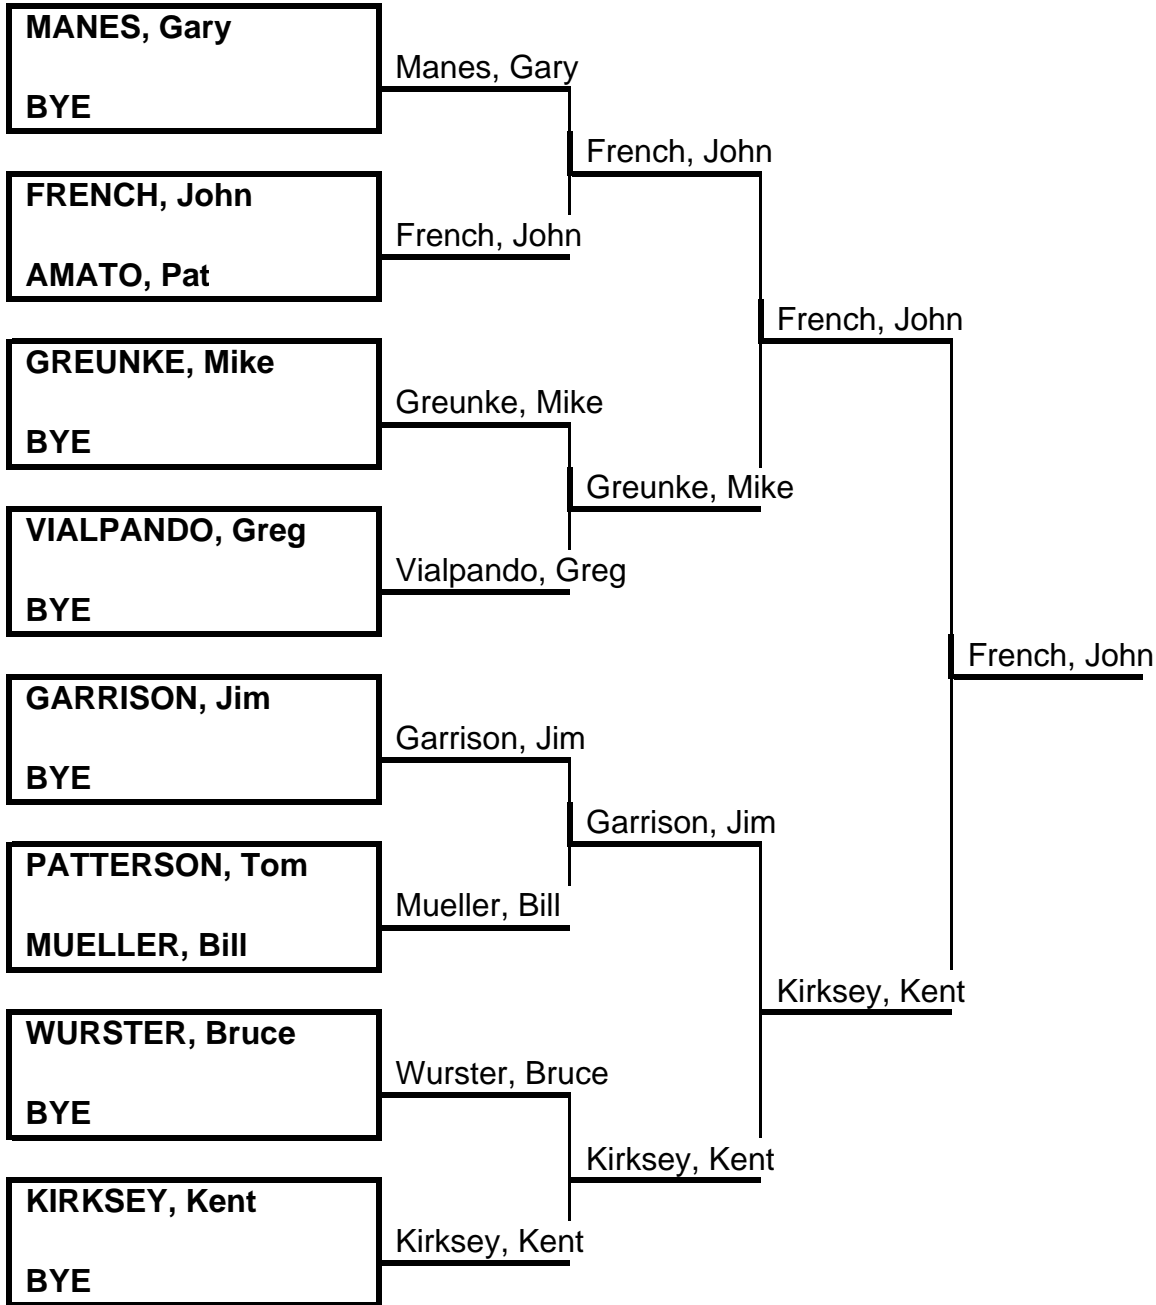 MANES, Gary
BYE
FRENCH, John
AMATO, Pat
GREUNKE, Mike
BYE
VIALPANDO, Greg
BYE
GARRISON, Jim
BYE
PATTERSON, Tom
MUELLER, Bill
WURSTER, Bruce
BYE
KIRKSEY, Kent
BYE
Manes, Gary
French, John
Greunke, Mike
Vialpando, Greg
Garrison, Jim
Mueller, Bill
Wurster, Bruce
Kirksey, Kent
French, John
Greunke, Mike
Garrison, Jim
Kirksey, Kent
French, John
Kirksey, Kent
French, John